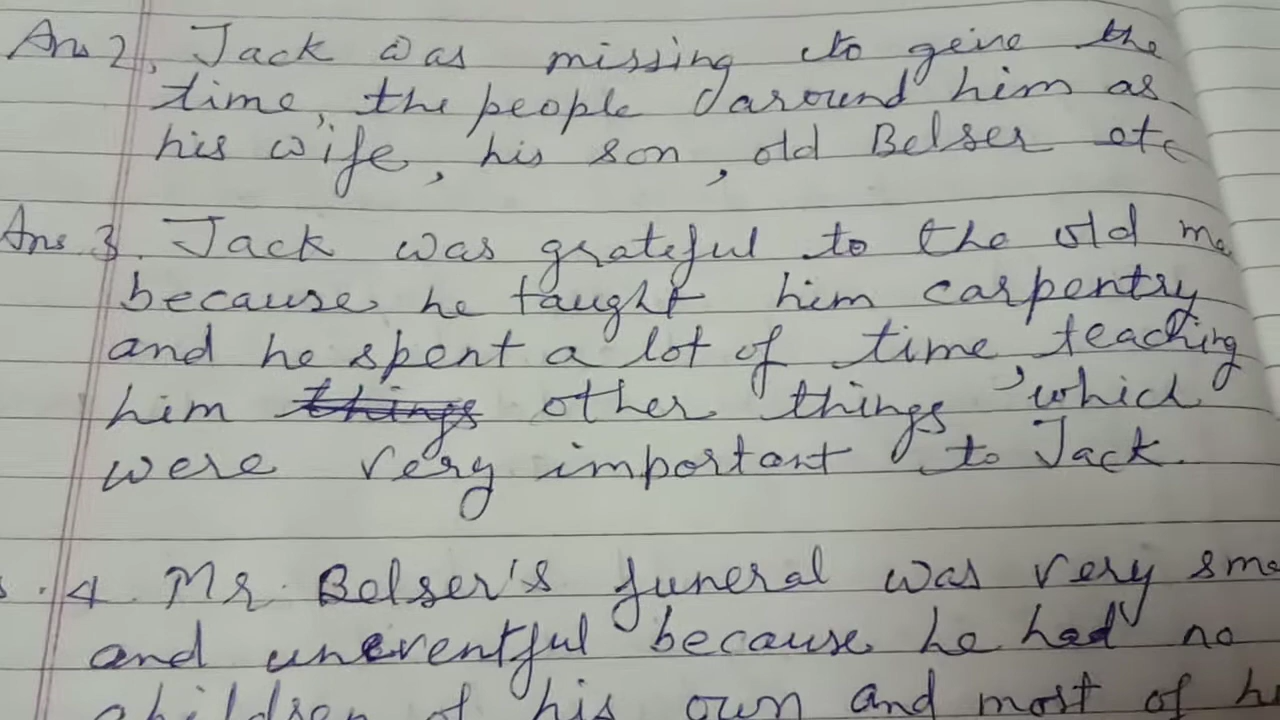 Ans 2. Jack was missing to geive the
time, the people around him as
his wife, his son, old Belser etc
Ans 3. Jack was grateful to the old
because he taught him carpentry
and he spent a lot of time teaching
him things other things which
were very important to Jack.
4. Mr. Belser's funeral was very
and uneventful because he had no
children of his own and most of